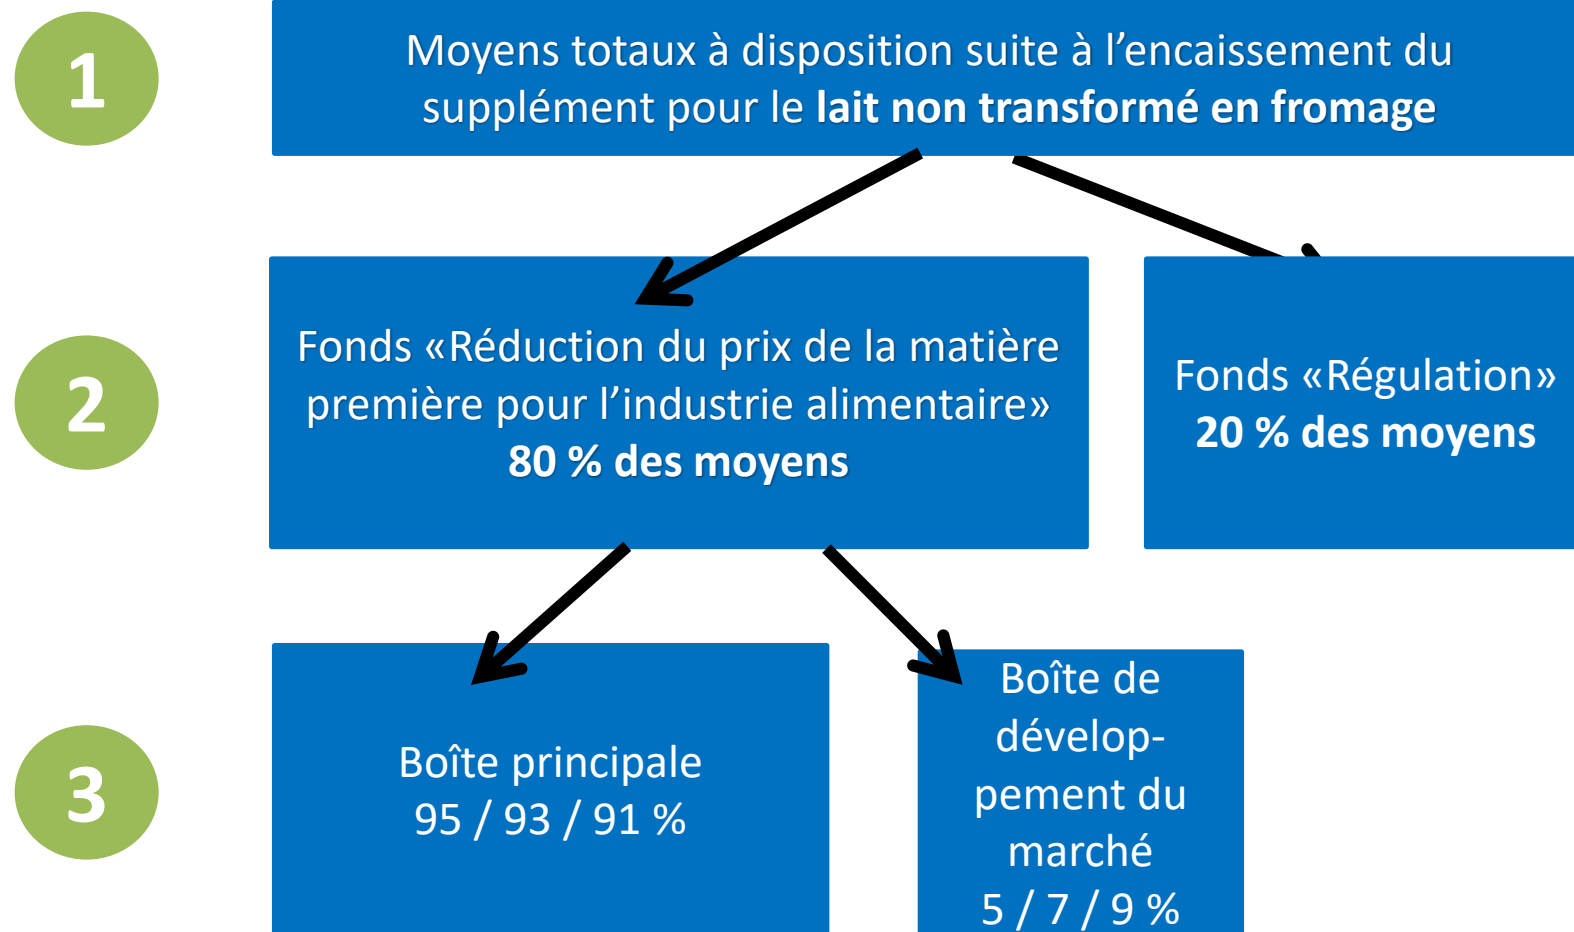 1
Moyens totaux à disposition suite à l’encaissement du
supplément pour le lait non transformé en fromage
2
Fonds «Réduction du prix de la matière
première pour l’industrie alimentaire»
80 % des moyens
Fonds «Régulation»
20 % des moyens
3
Boîte principale
95 / 93 / 91 %
Boîte de
dévelop-
pement du
marché
5 / 7 / 9 %